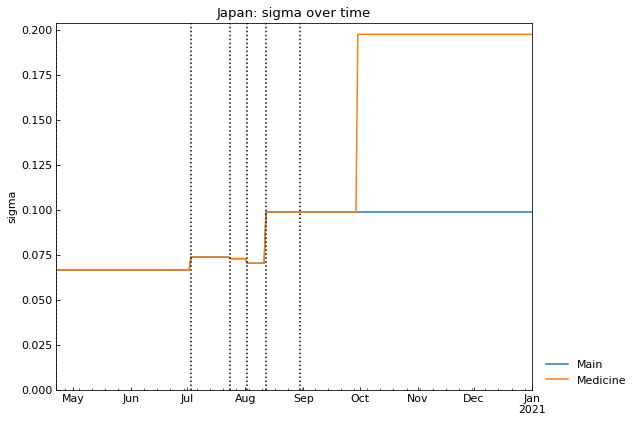 Japan: sigma over time
0.200
0.175
0.150
0.125
0.100
0.075
0.050
0.025
0.000
sigma
May Jun Jul Aug Sep Oct Nov Dec Jan
2021
Main
Medicine